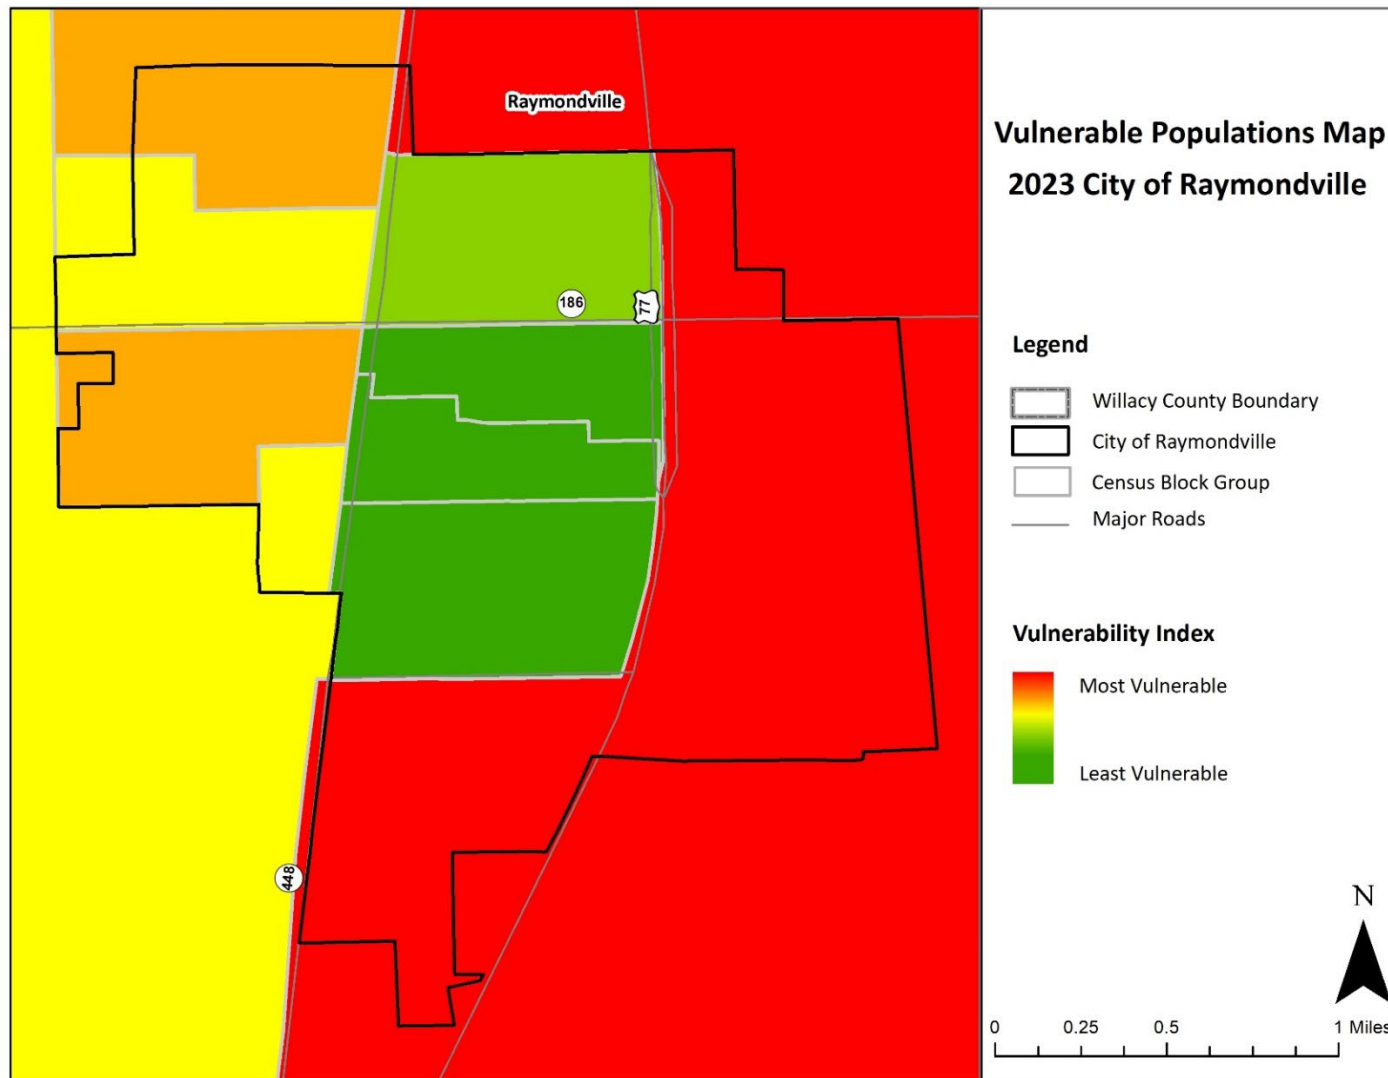 Raymondville
186
77
448
Vulnerable Populations Map
2023 City of Raymondville
Legend
Willacy County Boundary
City of Raymondville
Census Block Group
Major Roads
Vulnerability Index
Most Vulnerable
Least Vulnerable
N
0 0.25 0.5 1 Miles